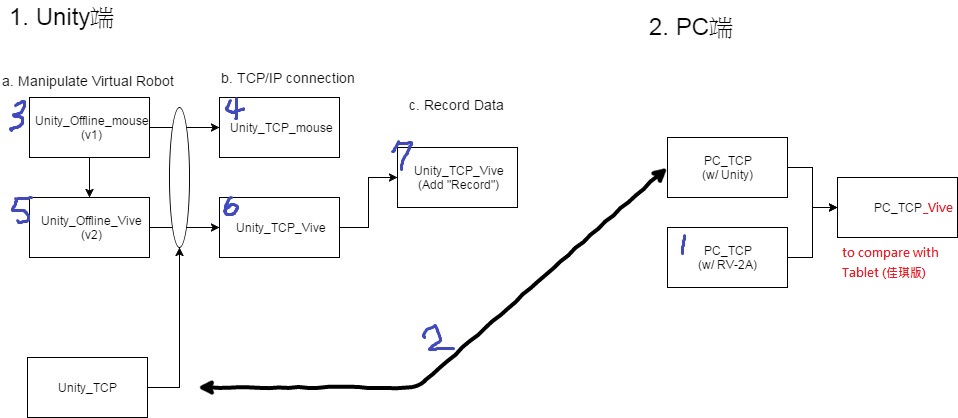 1. Unity端
2. PC端
a. Manipulate Virtual Robot
b. TCP/IP connection
c. Record Data
3
Unity_Offline_mouse
(v1)
4
Unity_TCP_mouse
7
Unity_TCP_Vive
(Add "Record")
5
Unity_Offline_Vive
(v2)
6
Unity_TCP_Vive
PC_TCP
(w/ Unity)
1
PC_TCP
(w/ RV-2A)
PC_TCP_Vive
to compare with
Tablet (佳琪版)
2
Unity_TCP